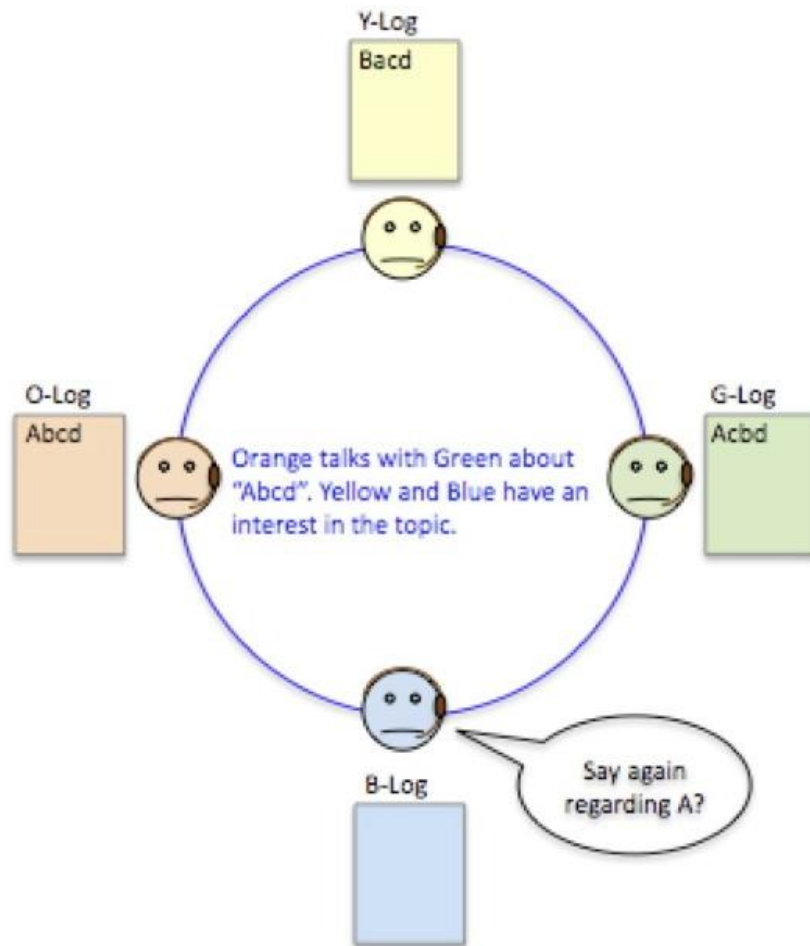 Y-Log
Bacd
O-Log
Abcd
G-Log
Acbd
Orange talks with Green about
"Abcd". Yellow and Blue have an
interest in the topic.
Say again
regarding A?
B-Log